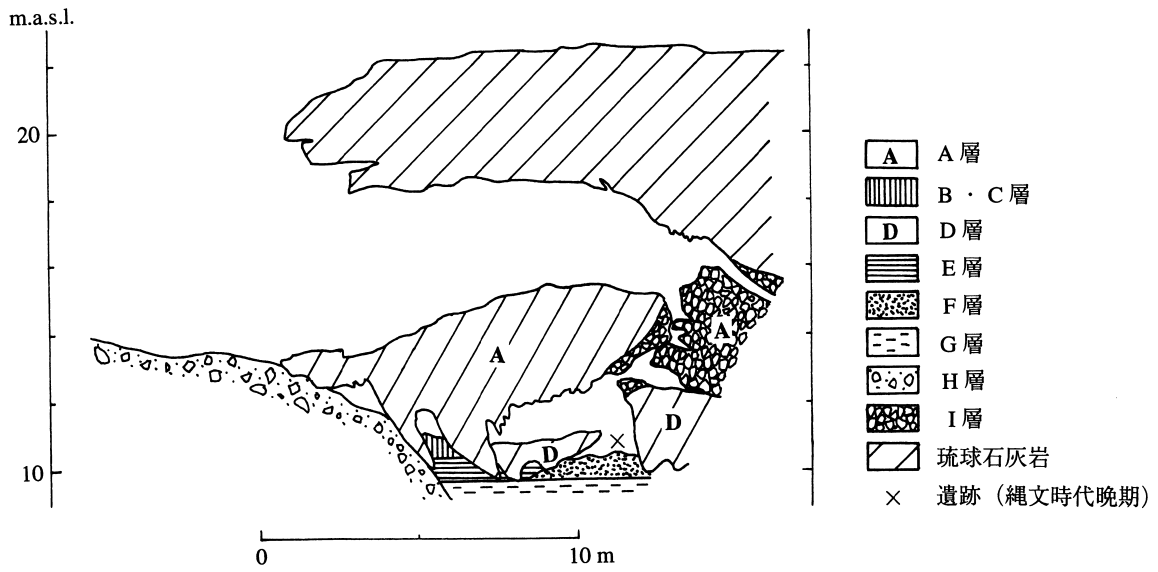 m.a.s.l.
20
10
A
A
D
D
×
0
10 m
A A 層
B · C 層
D D 層
E 層
F 層
G 層
H 層
I 層
琉球石灰岩
× 遺跡（縄文時代晩期）